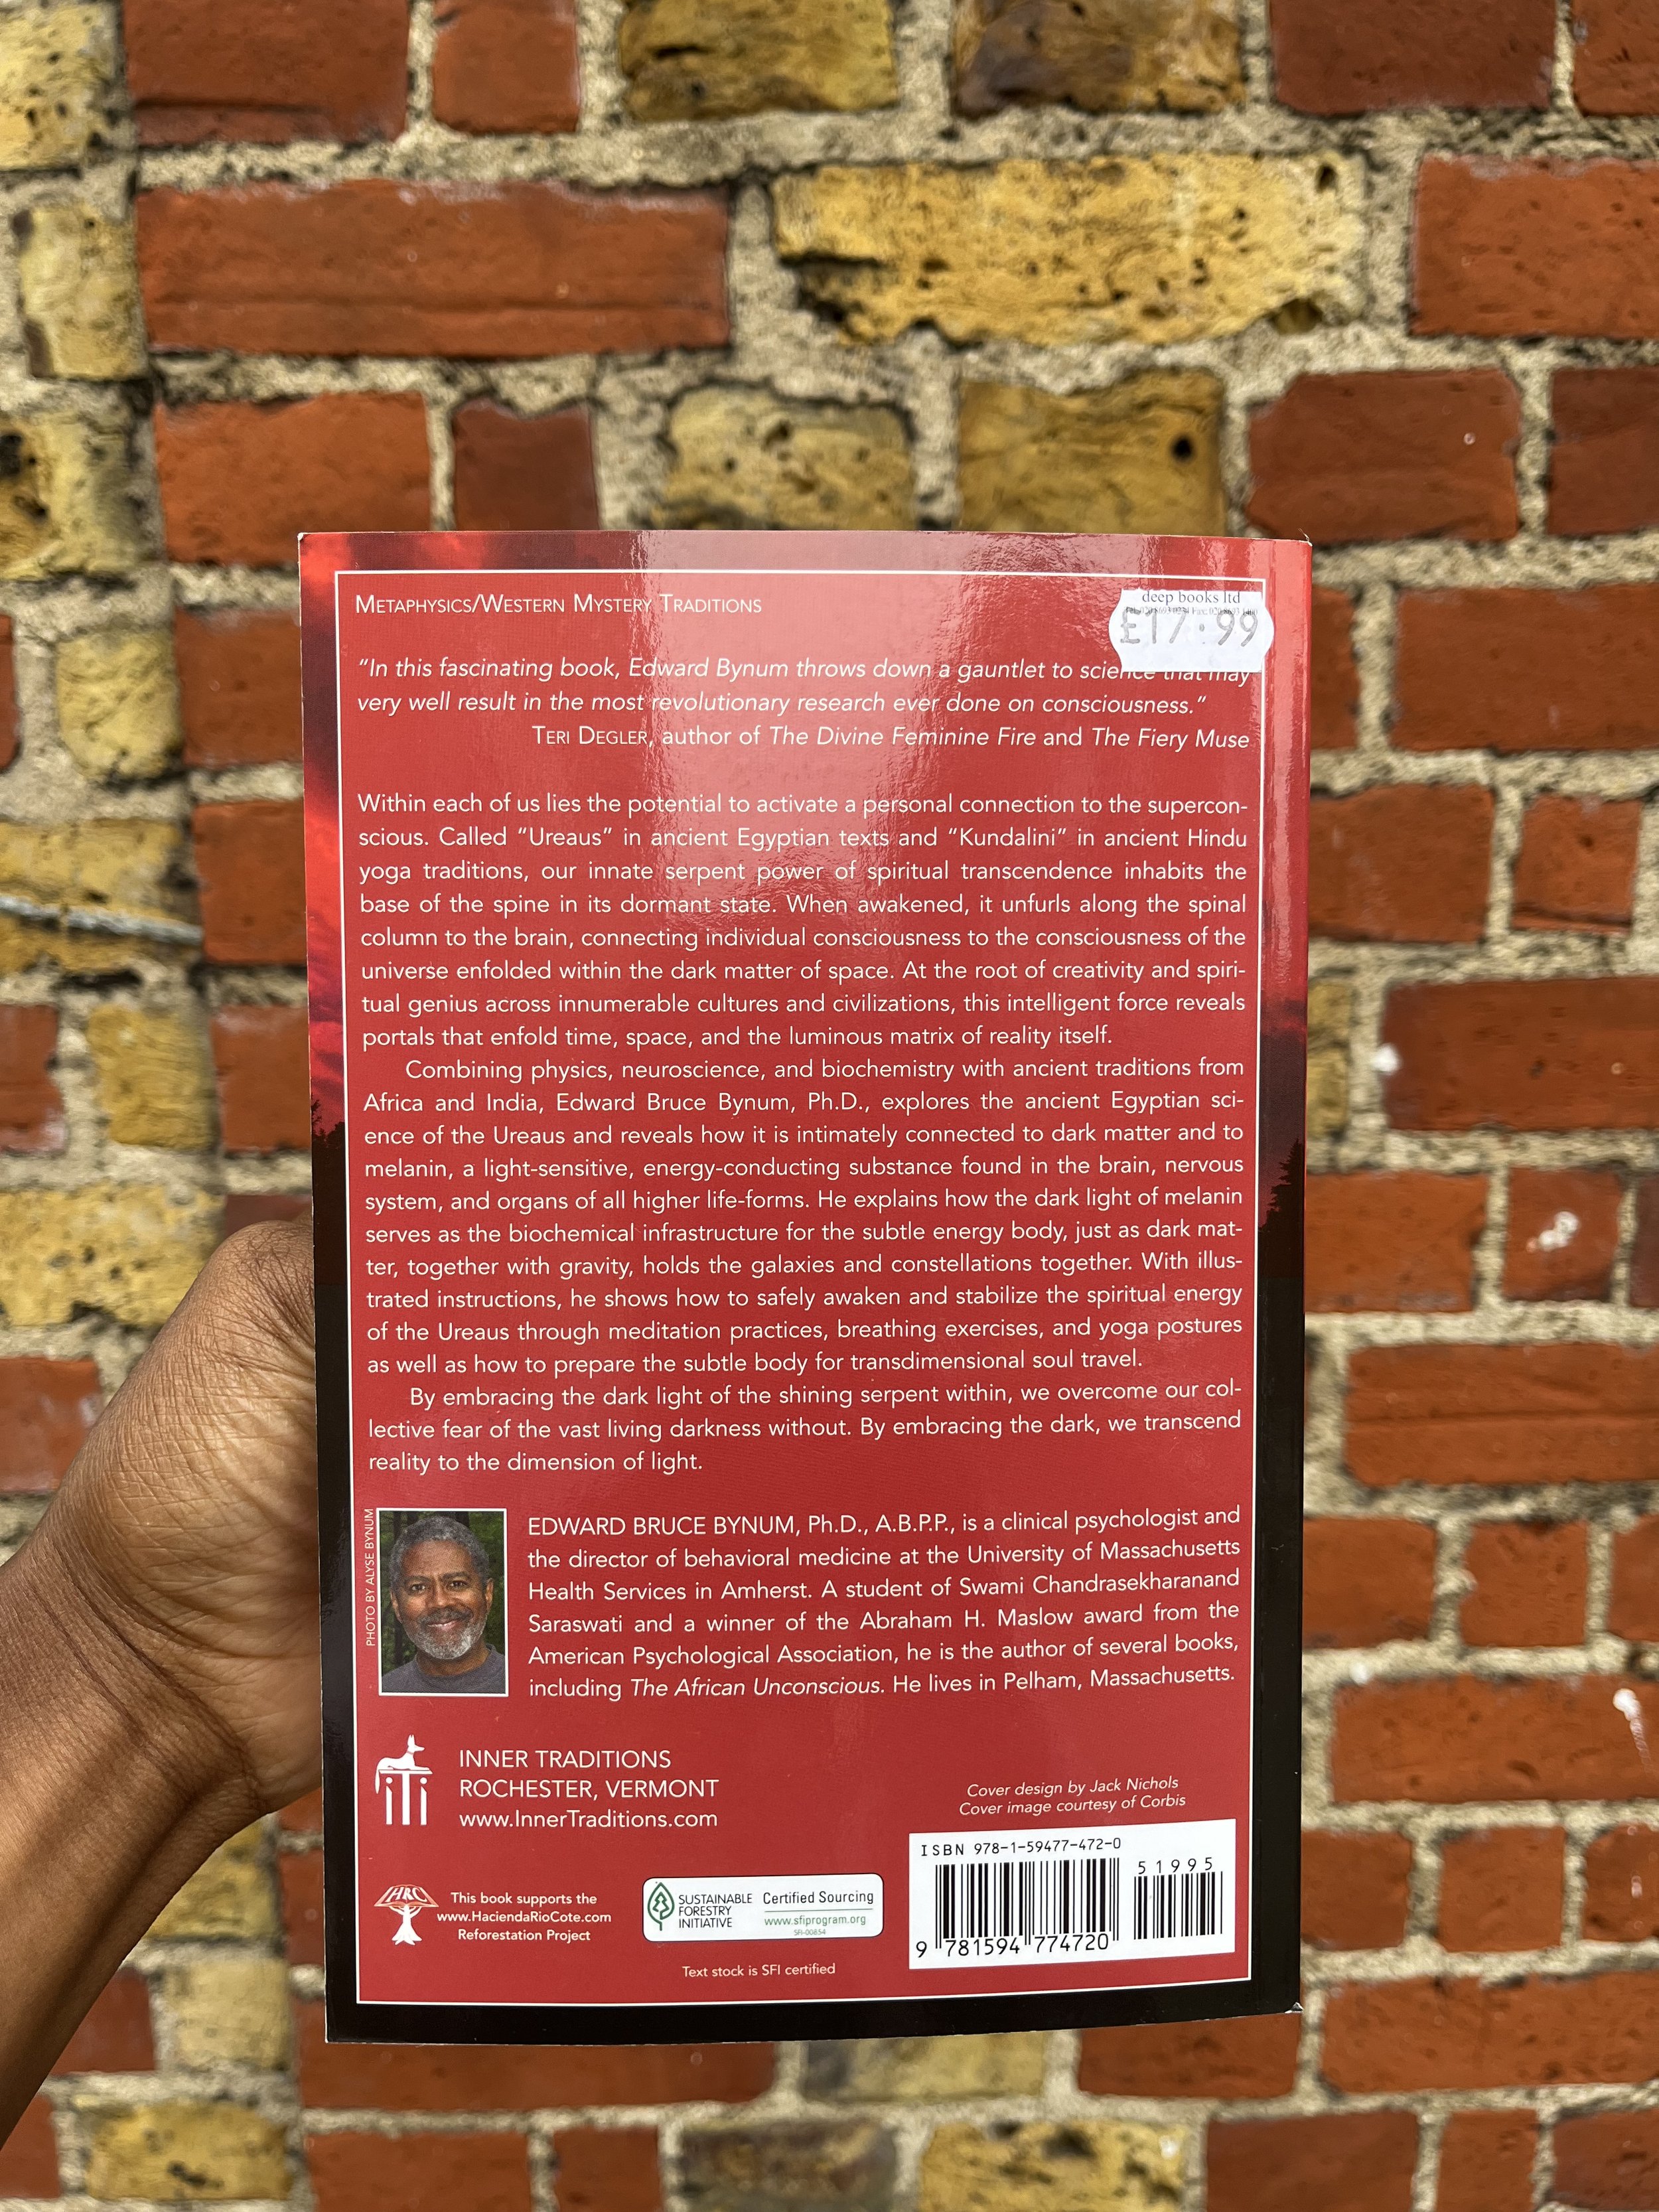 METAPHYSICS/WESTERN MYSTERY TRADITIONS
deep books ltd
£17.99
“In this fascinating book, Edward Bynum throws down a gauntlet to science that may
very well result in the most revolutionary research ever done on consciousness.”
TERI DEGLER, author of The Divine Feminine Fire and The Fiery Muse
Within each of us lies the potential to activate a personal connection to the supercon-
scious. Called “Ureaus” in ancient Egyptian texts and “Kundalini” in ancient Hindu
yoga traditions, our innate serpent power of spiritual transcendence inhabits the
base of the spine in its dormant state. When awakened, it unfurls along the spinal
column to the brain, connecting individual consciousness to the consciousness of the
universe enfolded within the dark matter of space. At the root of creativity and spiri-
tual genius across innumerable cultures and civilizations, this intelligent force reveals
portals that enfold time, space, and the luminous matrix of reality itself.
Combining physics, neuroscience, and biochemistry with ancient traditions from
Africa and India, Edward Bruce Bynum, Ph.D., explores the ancient Egyptian sci-
ence of the Ureaus and reveals how it is intimately connected to dark matter and to
melanin, a light-sensitive, energy-conducting substance found in the brain, nervous
system, and organs of all higher life-forms. He explains how the dark light of melanin
serves as the biochemical infrastructure for the subtle energy body, just as dark mat-
ter, together with gravity, holds the galaxies and constellations together. With illus-
trated instructions, he shows how to safely awaken and stabilize the spiritual energy
of the Ureaus through meditation practices, breathing exercises, and yoga postures
as well as how to prepare the subtle body for transdimensional soul travel.
By embracing the dark light of the shining serpent within, we overcome our col-
lective fear of the vast living darkness without. By embracing the dark, we transcend
reality to the dimension of light.
PHOTO BY ALYSE BYNUM
EDWARD BRUCE BYNUM, Ph.D., A.B.P.P., is a clinical psychologist and
the director of behavioral medicine at the University of Massachusetts
Health Services in Amherst. A student of Swami Chandrasekharanand
Saraswati and a winner of the Abraham H. Maslow award from the
American Psychological Association, he is the author of several books,
including The African Unconscious. He lives in Pelham, Massachusetts.
INNER TRADITIONS
ROCHESTER, VERMONT
www.InnerTraditions.com
Cover design by Jack Nichols
Cover image courtesy of Corbis
HRC
This book supports the
www.HaciendaRioCote.com
Reforestation Project
SUSTAINABLE
FORESTRY
INITIATIVE
Certified Sourcing
www.sfiprogram.org
SFI-00854
Text stock is SFI certified
ISBN 978-1-59477-472-0
51995
9 781594 774720